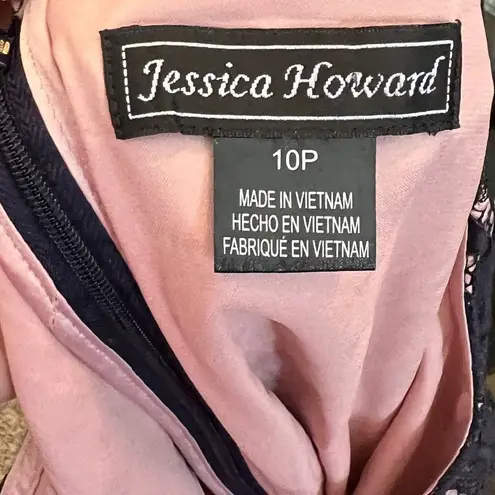 Jessica Howard
10P
MADE IN VIETNAM
HECHO EN VIETNAM
FABRIQUÉ EN VIETNAM